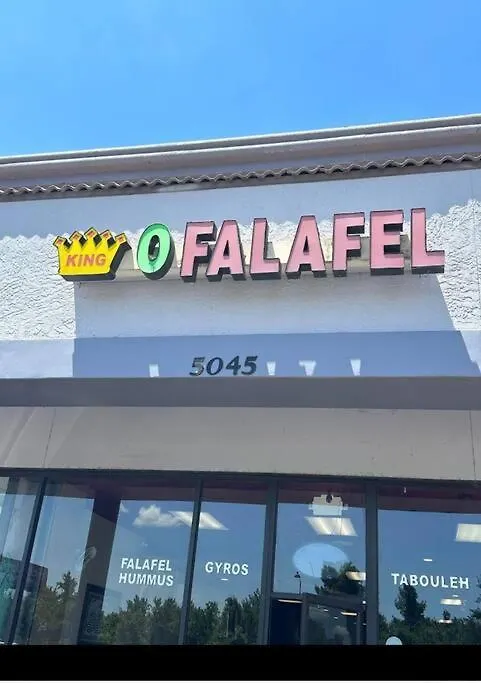 KING O FALAFEL
5045
FALAFEL
HUMMUS
GYROS
TABOULEH